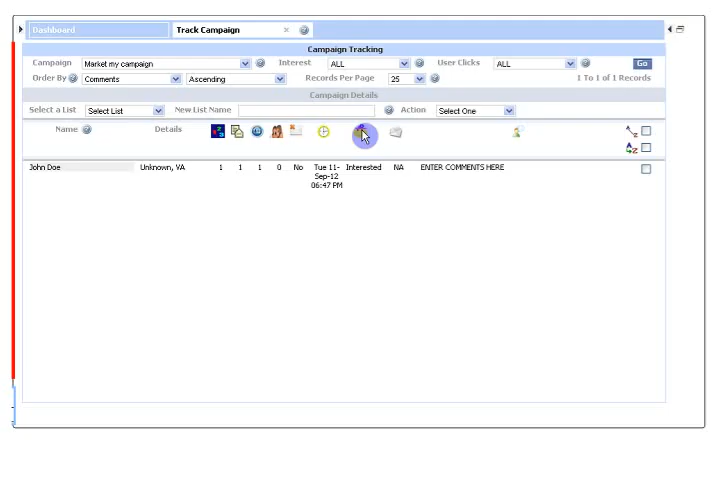 Dashboard Track Campaign
Campaign Tracking
Campaign Market my campaign Interest ALL User Clicks ALL Go
Order By Comments Ascending Records Per Page 25 1 To 1 of 1 Records
Campaign Details
Select a List Select List New List Name Action Select One
Name Details
John Doe Unknown, VA 1 1 1 0 No Tue 11- Interested NA ENTER COMMENTS HERE
Sep-12
06:47 PM